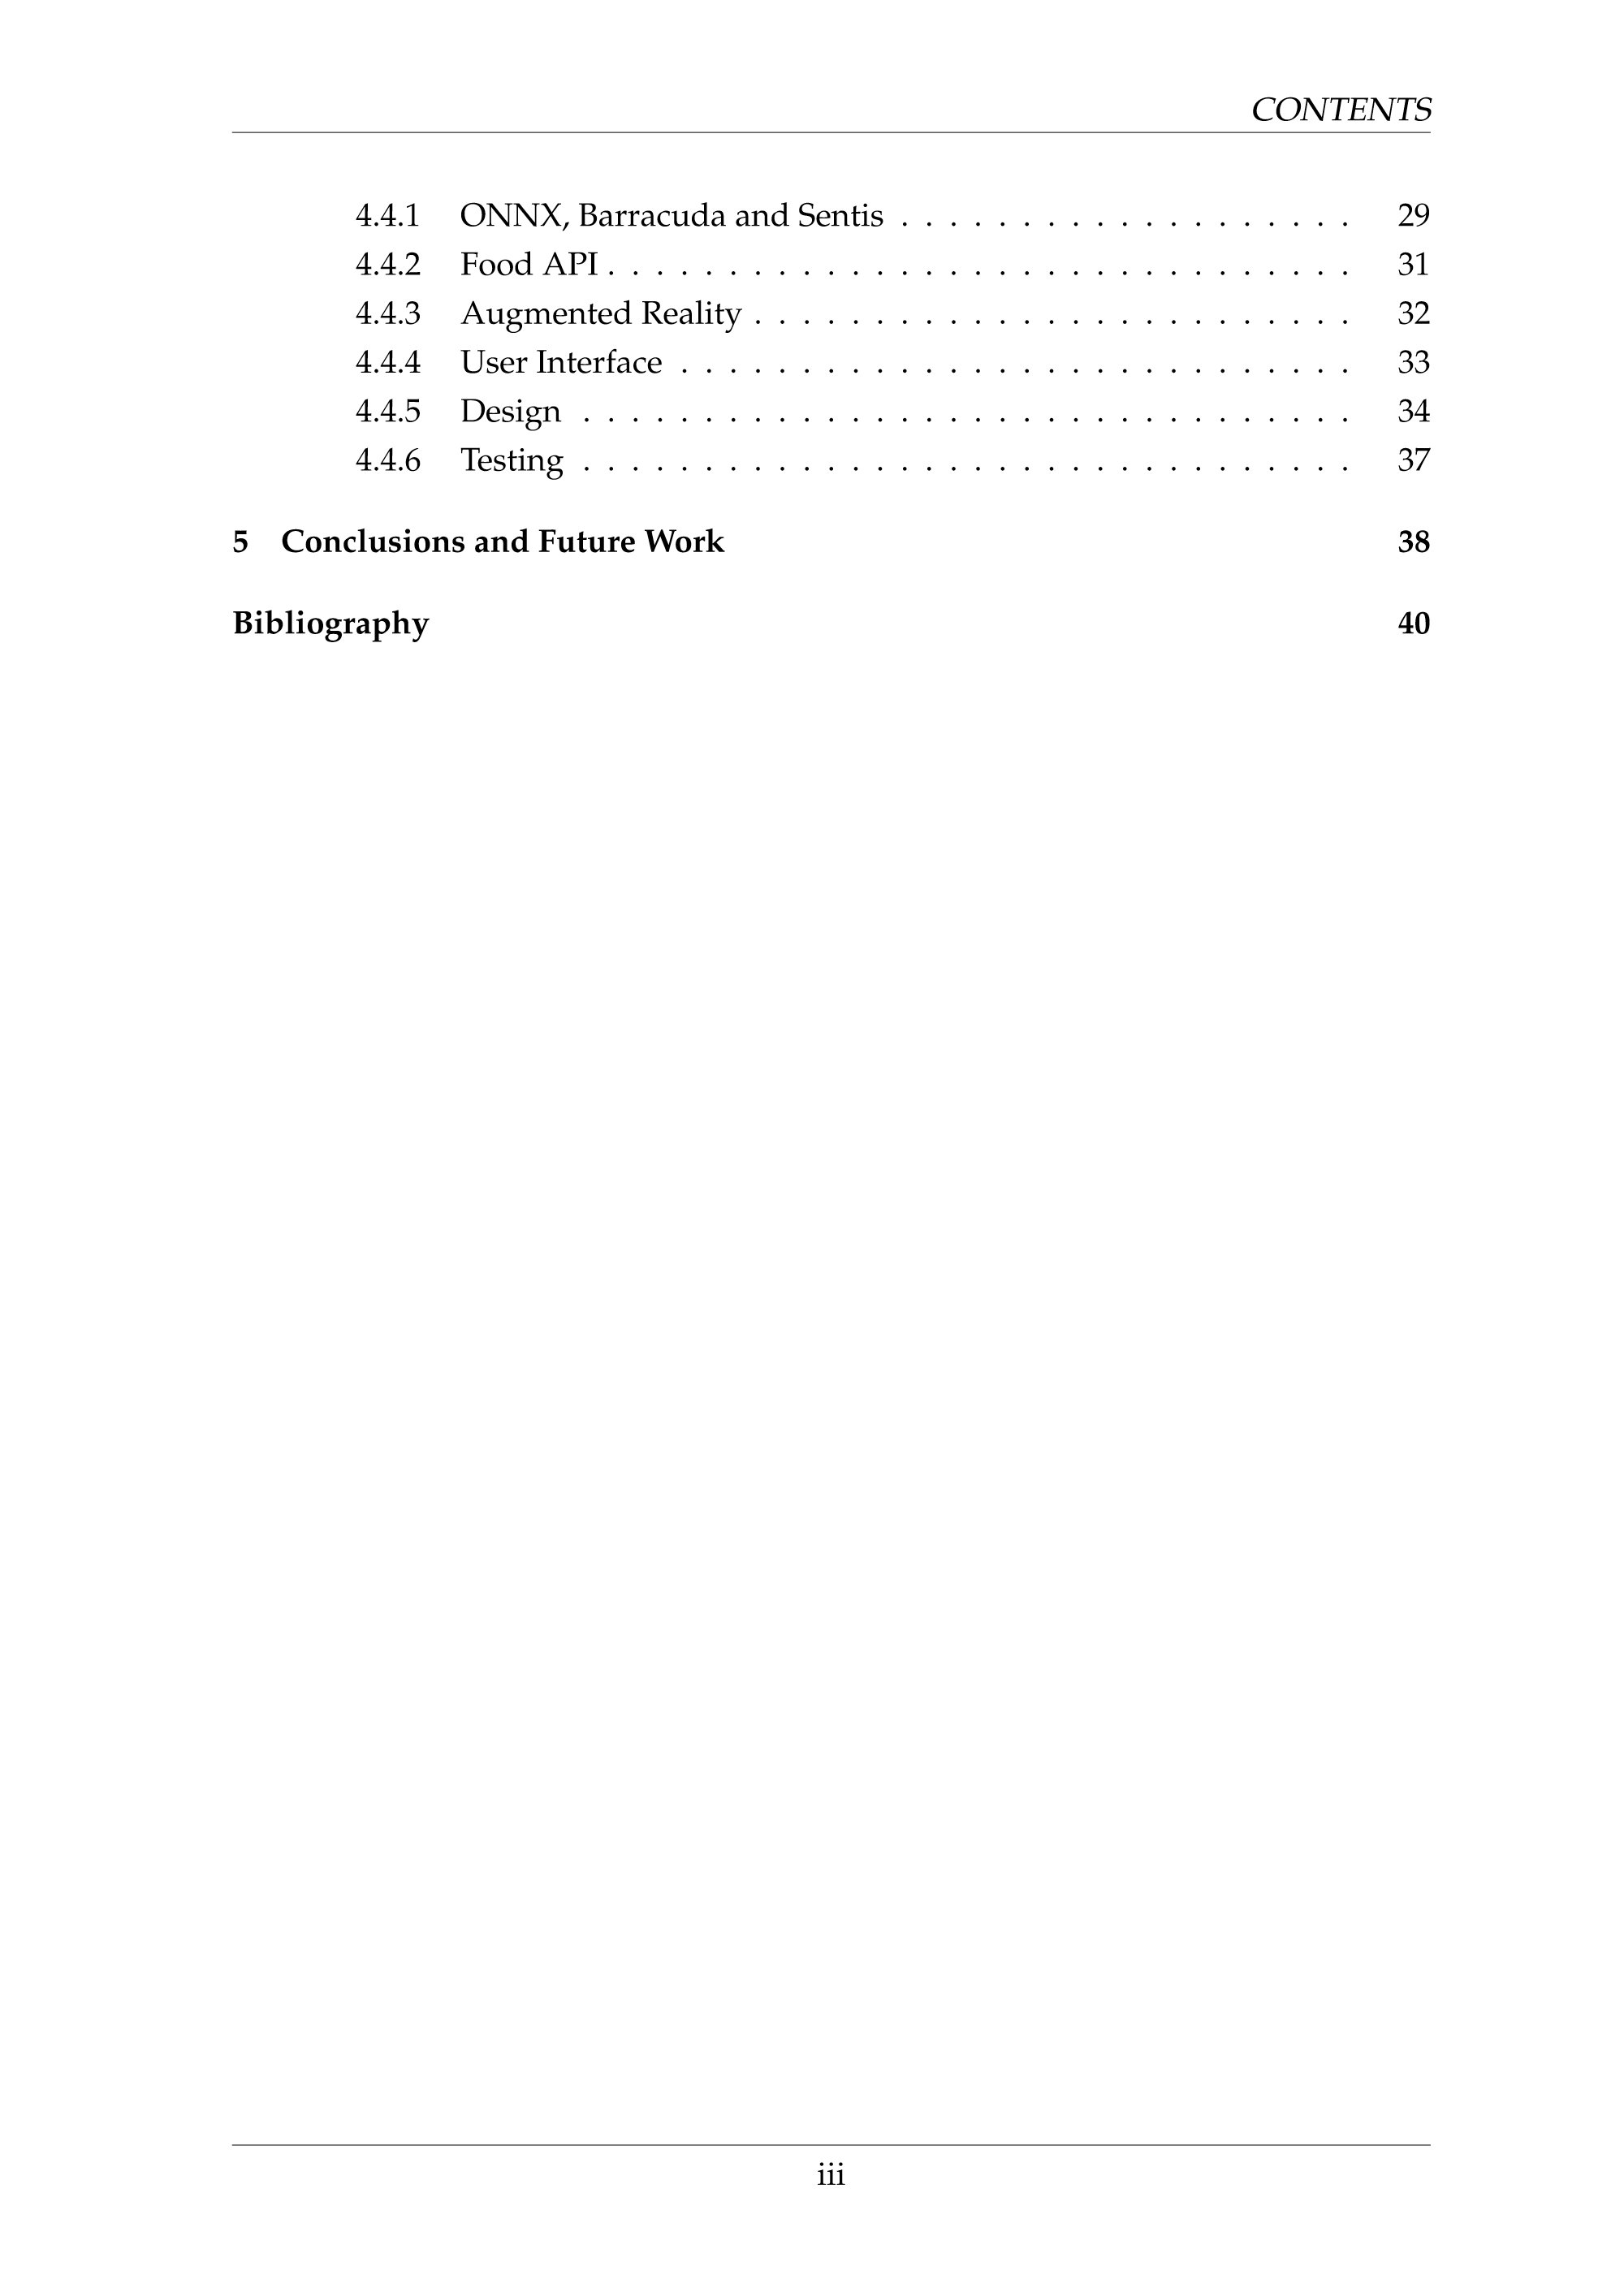 CONTENTS
4.4.1 ONNX, Barracuda and Sentis . . . . . . . . . . . . . . . . . . . 29
4.4.2 Food API . . . . . . . . . . . . . . . . . . . . . . . . . . . . . . . 31
4.4.3 Augmented Reality . . . . . . . . . . . . . . . . . . . . . . . . . 32
4.4.4 User Interface . . . . . . . . . . . . . . . . . . . . . . . . . . . . 33
4.4.5 Design . . . . . . . . . . . . . . . . . . . . . . . . . . . . . . . . 34
4.4.6 Testing . . . . . . . . . . . . . . . . . . . . . . . . . . . . . . . . 37
5 Conclusions and Future Work 38
Bibliography 40
iii